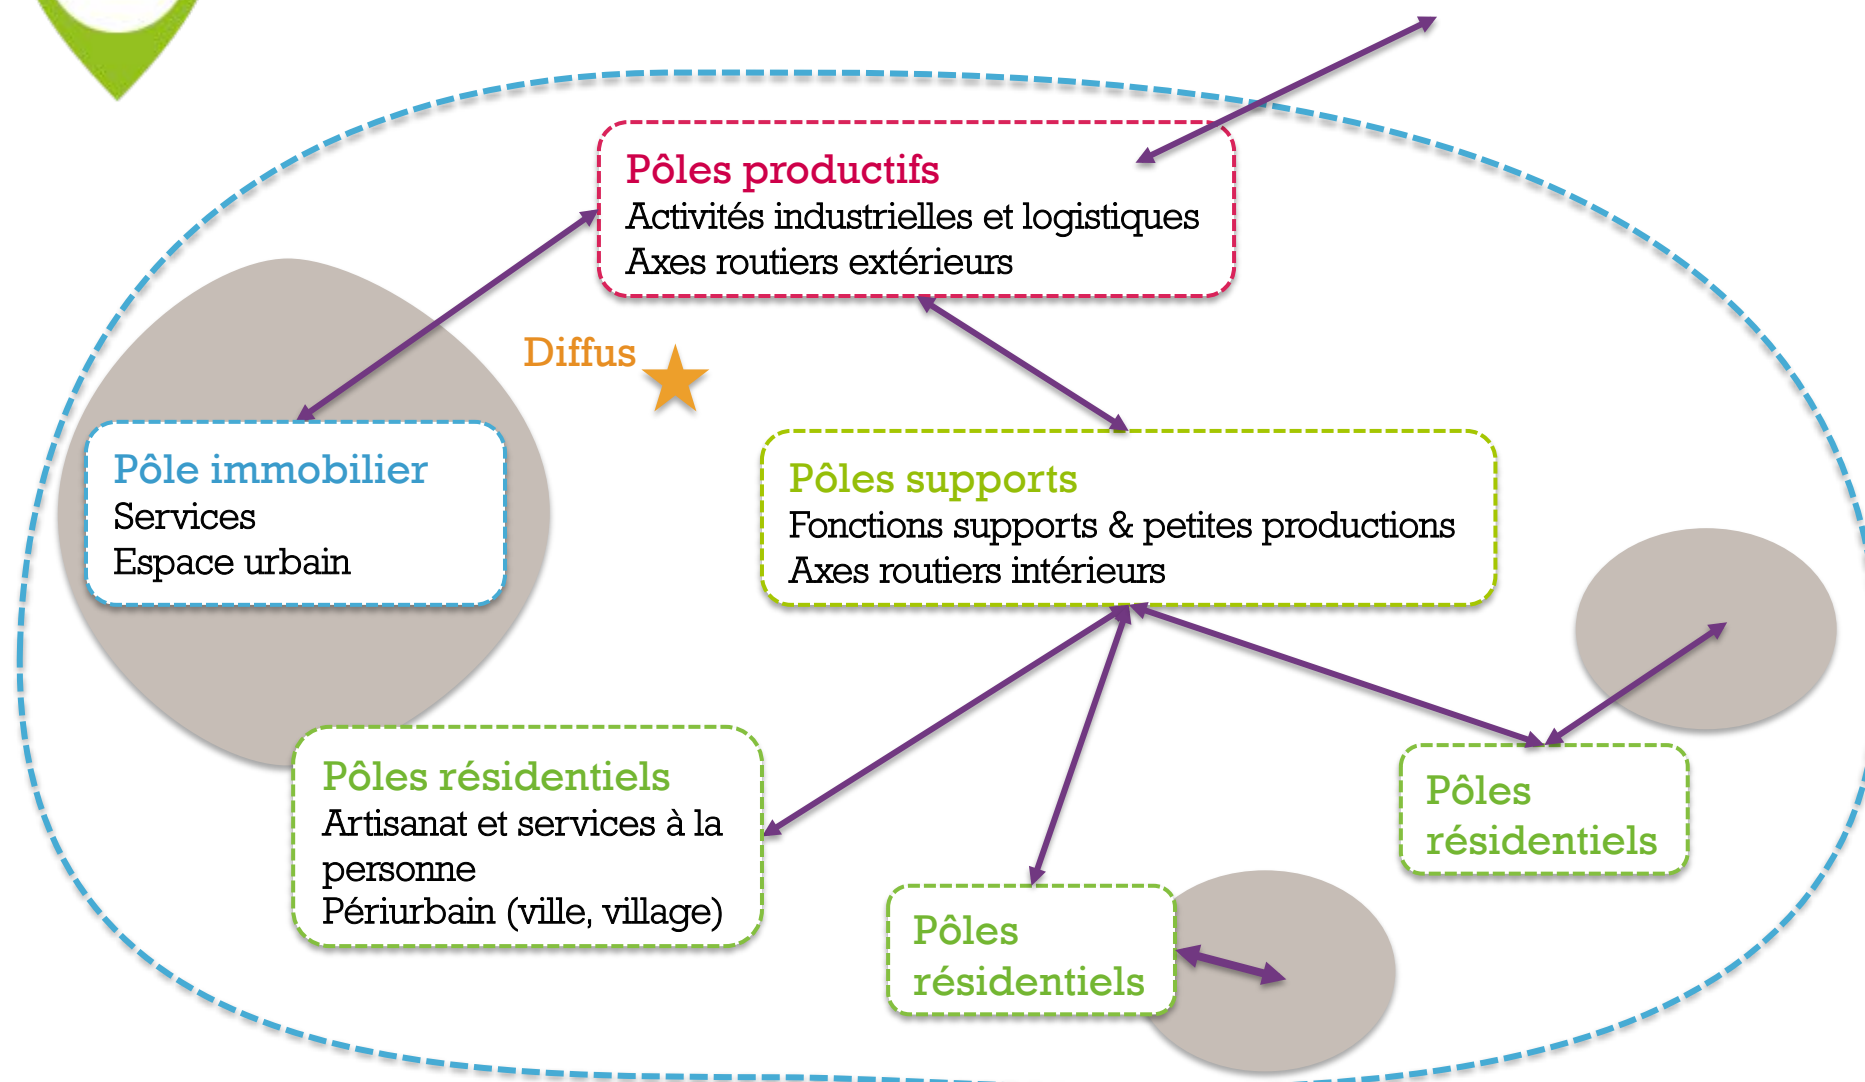 Pôles productifs
Activités industrielles et logistiques
Axes routiers extérieurs
Diffus
Pôle immobilier
Services
Espace urbain
Pôles supports
Fonctions supports & petites productions
Axes routiers intérieurs
Pôles résidentiels
Artisanat et services à la
personne
Périurbain (ville, village)
Pôles
résidentiels
Pôles
résidentiels